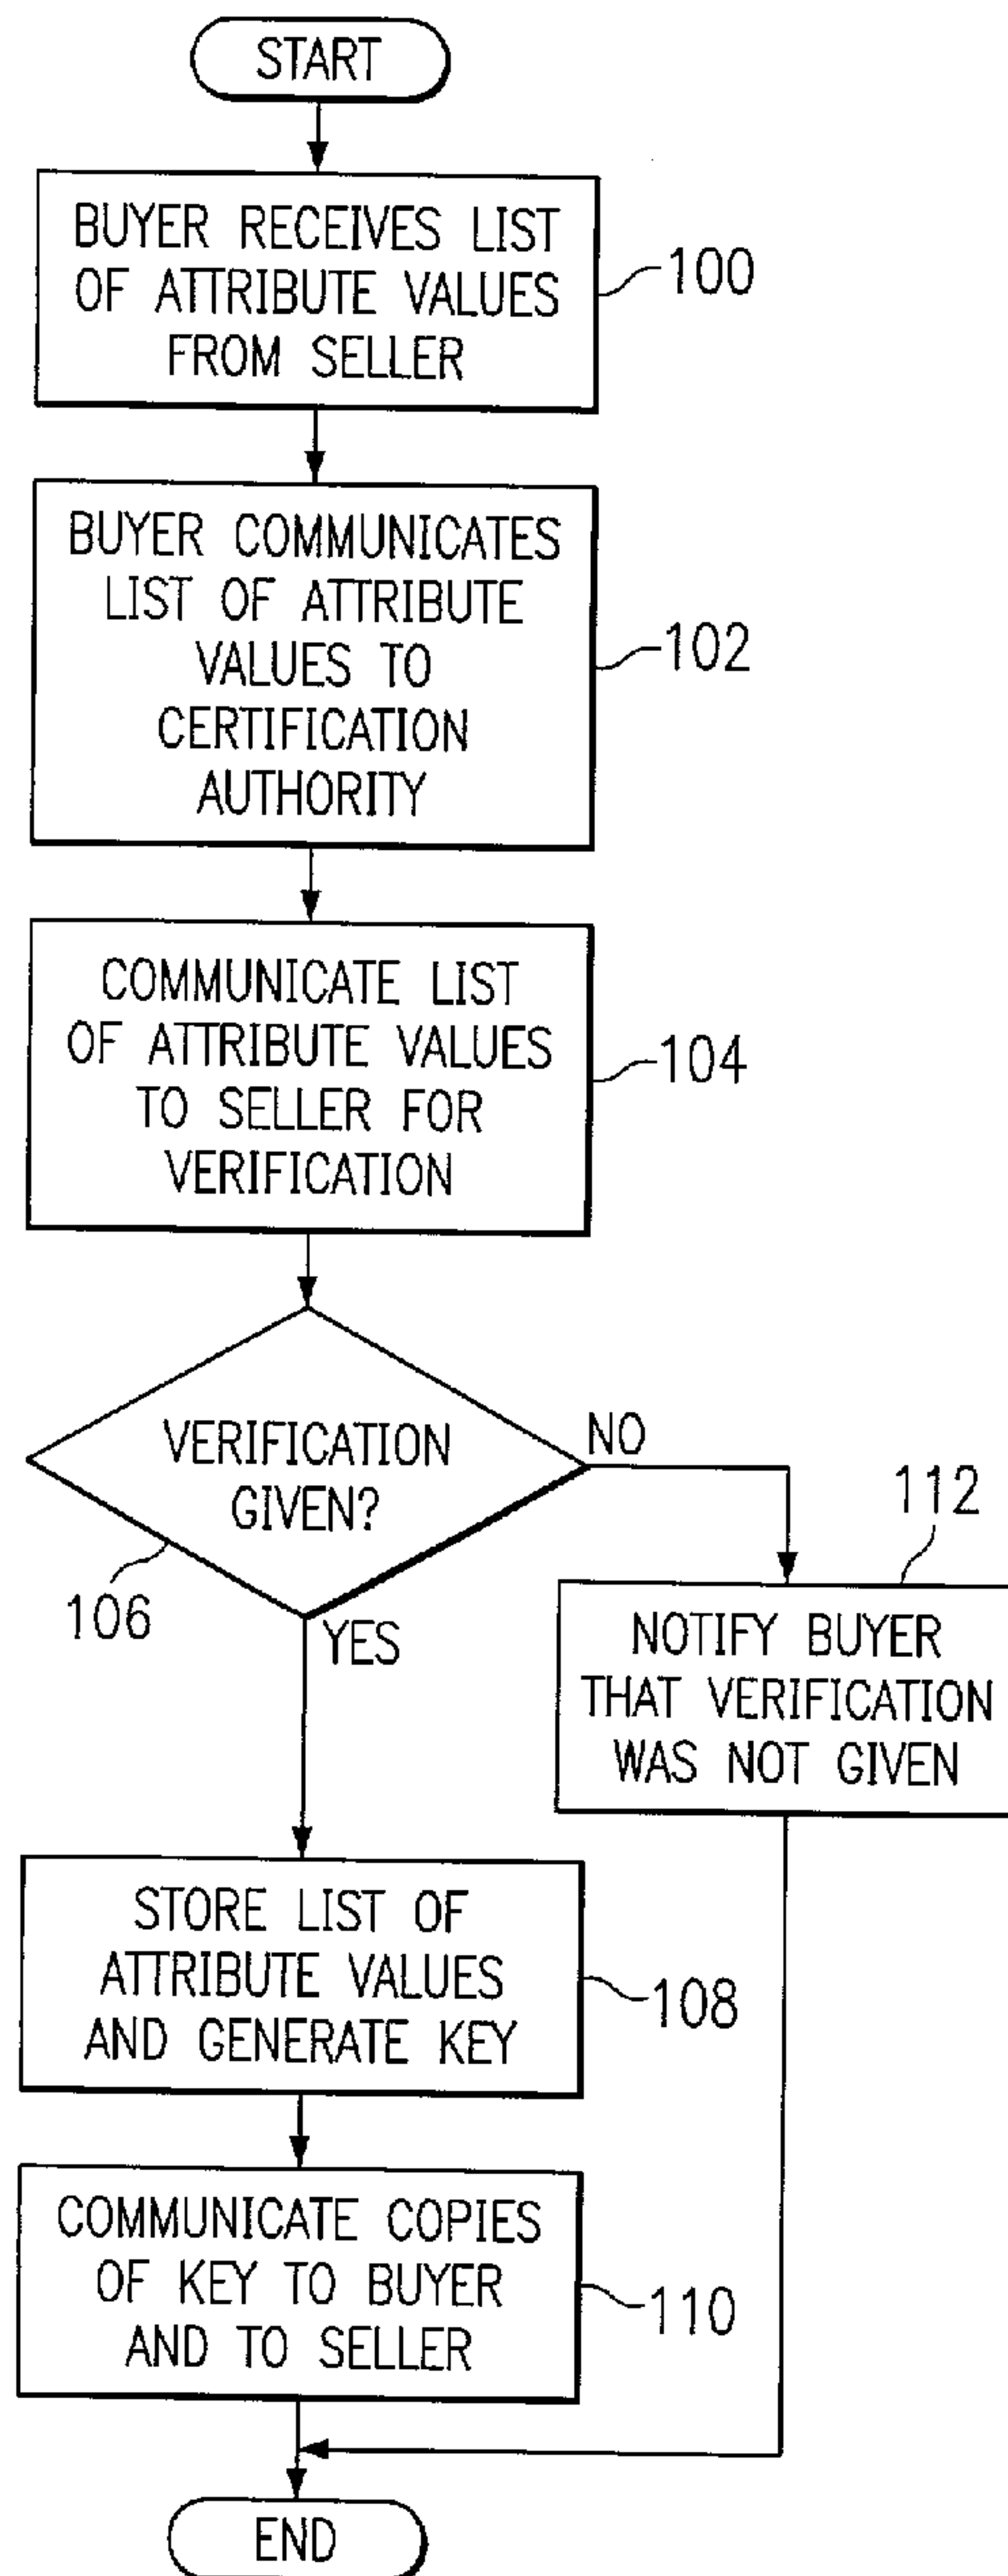 START
BUYER RECEIVES LIST
OF ATTRIBUTE VALUES
FROM SELLER
100
BUYER COMMUNICATES
LIST OF ATTRIBUTE
VALUES TO
CERTIFICATION
AUTHORITY
102
COMMUNICATE LIST
OF ATTRIBUTE VALUES
TO SELLER FOR
VERIFICATION
104
VERIFICATION
GIVEN?
106
NO
YES
112
NOTIFY BUYER
THAT VERIFICATION
WAS NOT GIVEN
STORE LIST OF
ATTRIBUTE VALUES
AND GENERATE KEY
108
COMMUNICATE COPIES
OF KEY TO BUYER
AND TO SELLER
110
END